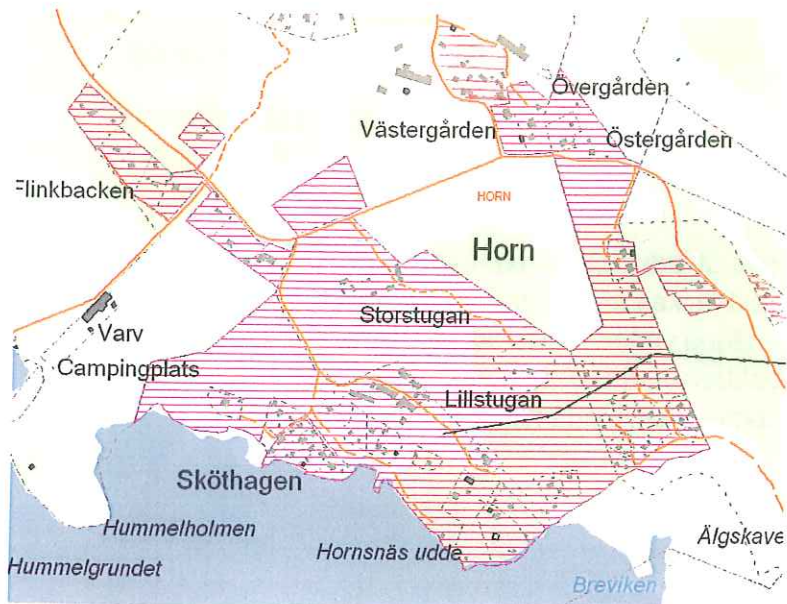 Övergården
Västergården
Östergården
Flinkbacken
HORN
Horn
Storstugan
Varv
Campingplats
Lillstugan
Sköthagen
Hummelholmen
Hornsnäs udde
Älgskave
Hummelgrundet
Breviken